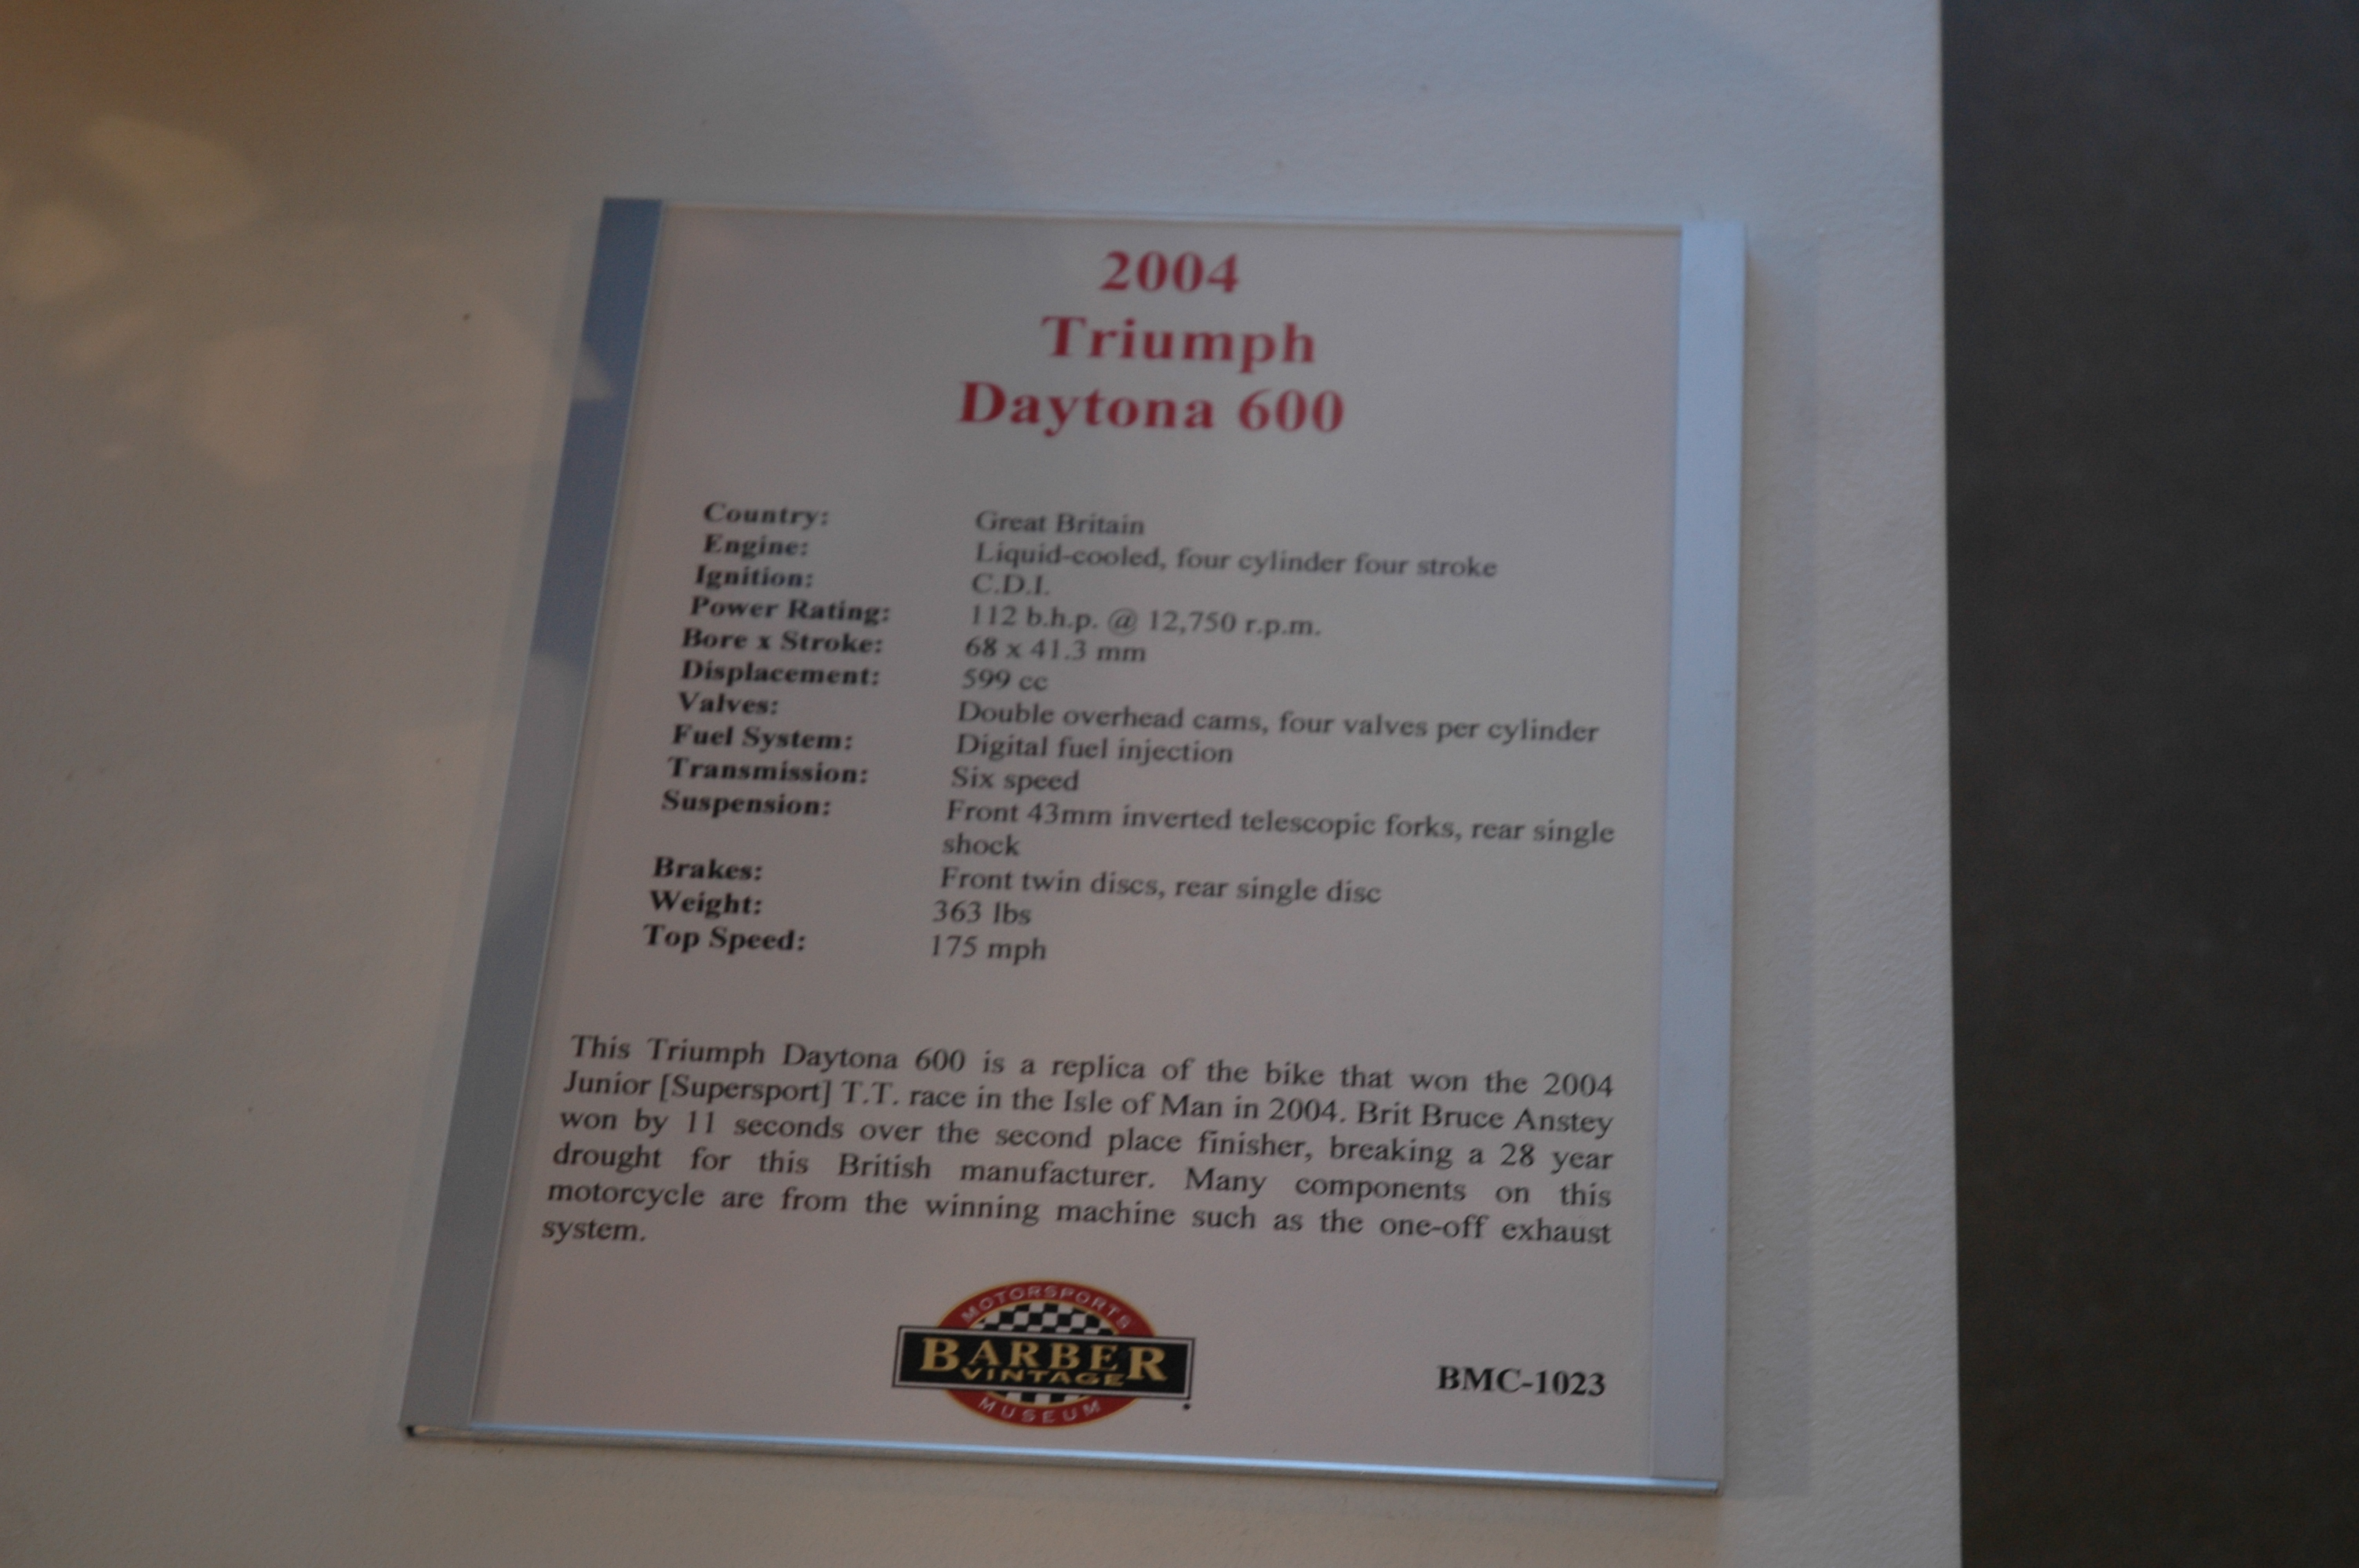 2004
Triumph
Daytona 600
Country: Great Britain
Engine: Liquid-cooled, four cylinder four stroke
Ignition: C.D.I.
Power Rating: 112 b.h.p. @ 12,750 r.p.m.
Bore x Stroke: 68 x 41.3 mm
Displacement: 599 cc
Valves: Double overhead cams, four valves per cylinder
Fuel System: Digital fuel injection
Transmission: Six speed
Suspension: Front 43mm inverted telescopic forks, rear single
shock
Brakes: Front twin discs, rear single disc
Weight: 363 lbs
Top Speed: 175 mph
This Triumph Daytona 600 is a replica of the bike that won the 2004
Junior [Supersport] T.T. race in the Isle of Man in 2004. Brit Bruce Anstey
won by 11 seconds over the second place finisher, breaking a 28 year
drought for this British manufacturer. Many components on this
motorcycle are from the winning machine such as the one-off exhaust
system.
MOTORSPORTS
BARBER
VINTAGE
MUSEUM
BMC-1023